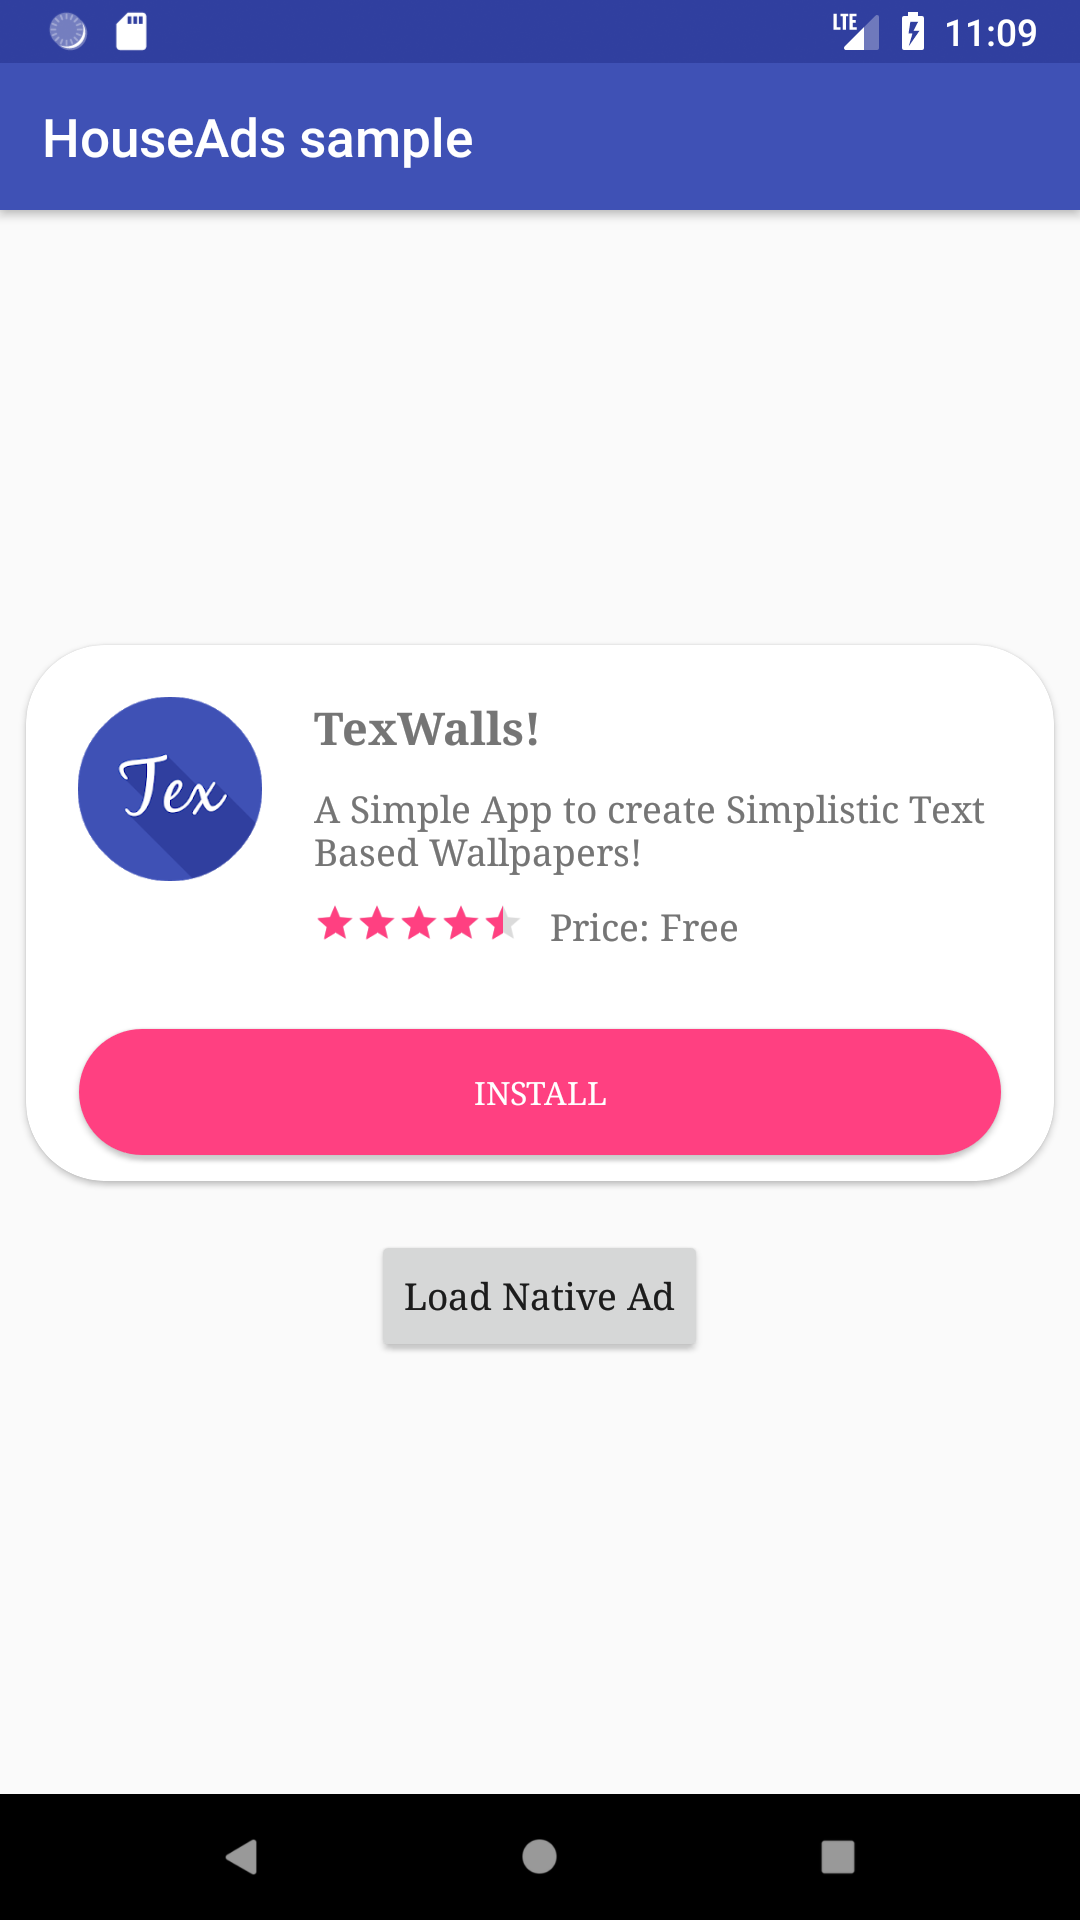 LTE 11:09
HouseAds sample
TexWalls!
Tex
A Simple App to create Simplistic Text
Based Wallpapers!
Price: Free
INSTALL
Load Native Ad